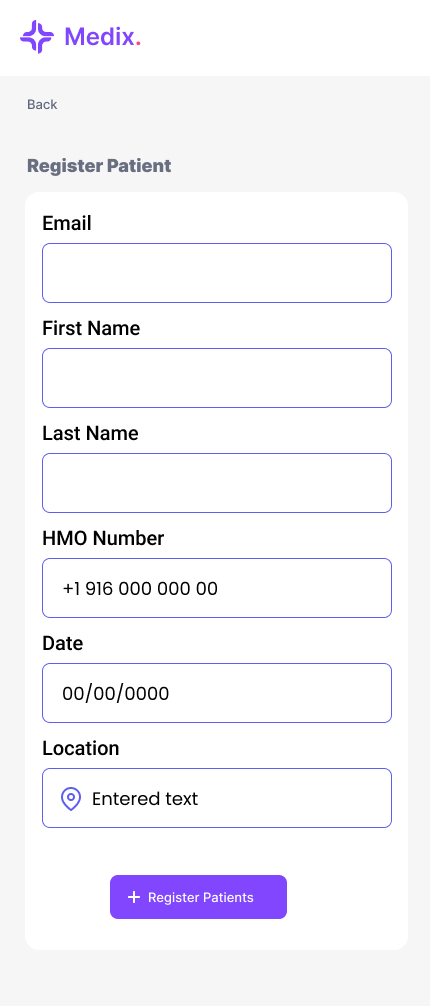 Medix.
Back
Register Patient
Email
First Name
Last Name
HMO Number
+1 916 000 000 00
Date
00/00/0000
Location
Entered text
+ Register Patients